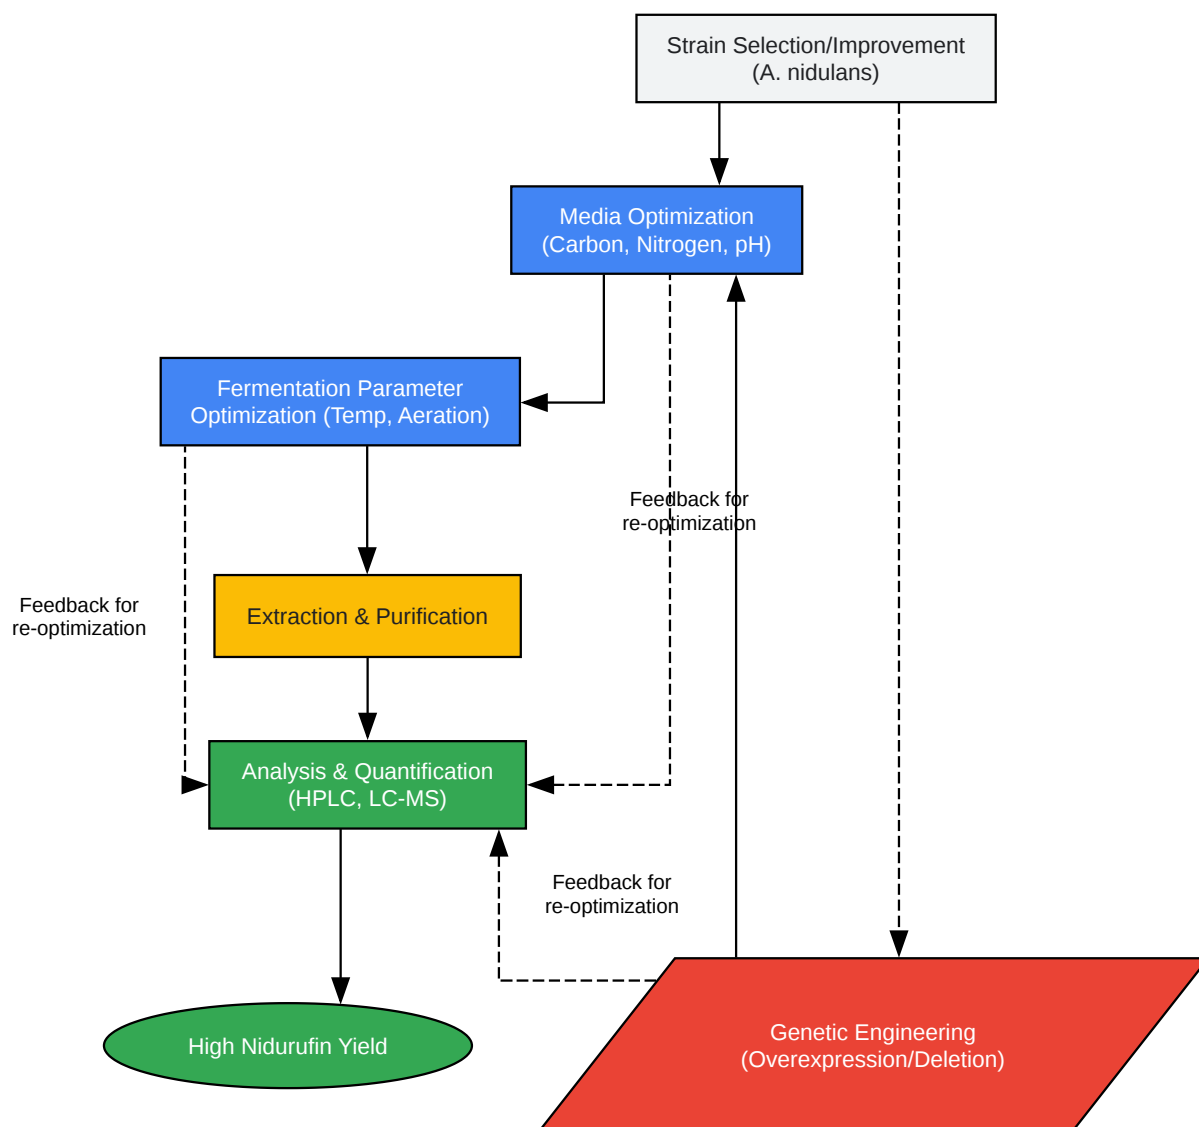 Strain Selection/Improvement
(A. nidulans)
Media Optimization
(Carbon, Nitrogen, pH)
Fermentation Parameter
Optimization (Temp, Aeration)
Feedback for
re-optimization
Feedback for
re-optimization
Extraction & Purification
Analysis & Quantification
(HPLC, LC-MS)
Feedback for
re-optimization
High Nidurufin Yield
Genetic Engineering
(Overexpression/Deletion)